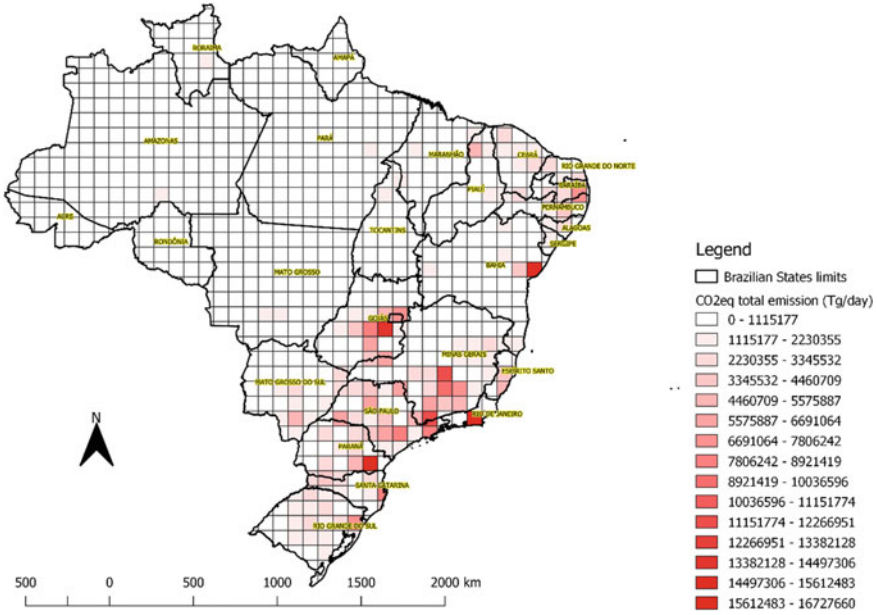 RORAIMA
AMAPÁ
AMAZONAS
PARÁ
MARANHÃO
CEARÁ
RIO GRANDE DO NORTE
PARAÍBA
PIAUÍ
PERNAMBUCO
ACRE
ALAGOAS
SERGIPE
TOCANTINS
RONDÔNIA
BAHIA
MATO GROSSO
GOIÁS
MINAS GERAIS
ESPÍRITO SANTO
MATO GROSSO DO SUL
SÃO PAULO
RIO DE JANEIRO
PARANÁ
SANTA CATARINA
RIO GRANDE DO SUL
N
500 0 500 1000 1500 2000 km
Legend
Brazilian States limits
CO2eq total emission (Tg/day)
0 - 1115177
1115177 - 2230355
2230355 - 3345532
3345532 - 4460709
4460709 - 5575887
5575887 - 6691064
6691064 - 7806242
7806242 - 8921419
8921419 - 10036596
10036596 - 11151774
11151774 - 12266951
12266951 - 13382128
13382128 - 14497306
14497306 - 15612483
15612483 - 16727660